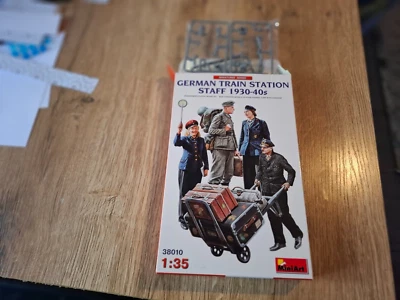 GERMAN TRAIN STATION
STAFF 1930-40s
38010
1:35
MiniArt